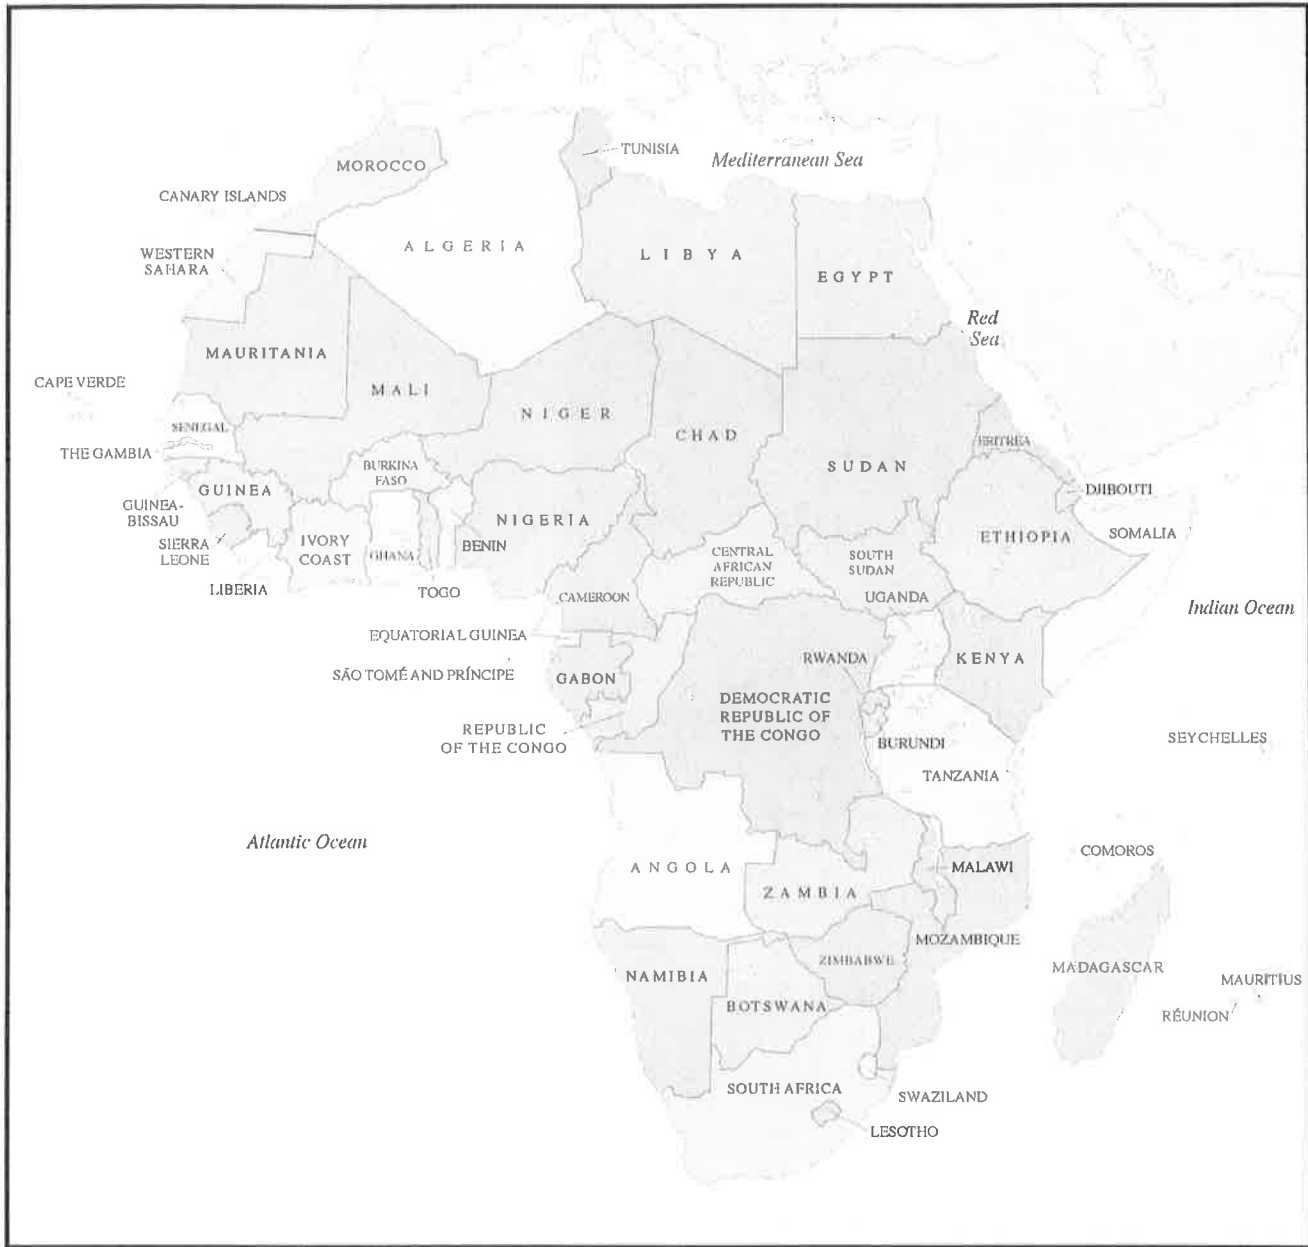 TUNISIA
Mediterranean Sea
MOROCCO
CANARY ISLANDS
ALGERIA
LIBYA
WESTERN
SAHARA
EGYPT
Red
Sea
MAURITANIA
CAPE VERDE
MALI
NIGER
CHAD
SENEGAL
ERITREA
THE GAMBIA
SUDAN
BURKINA
FASO
GUINEA
DJIBOUTI
GUINEA-
BISSAU
NIGERIA
SOMALIA
ETHIOPIA
SIERRA
LEONE
IVORY
COAST
GHANA
BENIN
CENTRAL
AFRICAN
REPUBLIC
SOUTH
SUDAN
LIBERIA
TOGO
CAMEROON
UGANDA
Indian Ocean
EQUATORIAL GUINEA
RWANDA
KENYA
SÁO TOMÉ AND PRÍNCIPE
GABON
DEMOCRATIC
REPUBLIC OF
THE CONGO
REPUBLIC
OF THE CONGO
BURUNDI
SEYCHELLES
TANZANIA
Atlantic Ocean
COMOROS
ANGOLA
MALAWI
ZAMBIA
MOZAMBIQUE
ZIMBABWE
MADAGASCAR
NAMIBIA
MAURITIUS
BOTSWANA
RÉUNION
SOUTH AFRICA
SWAZILAND
LESOTHO